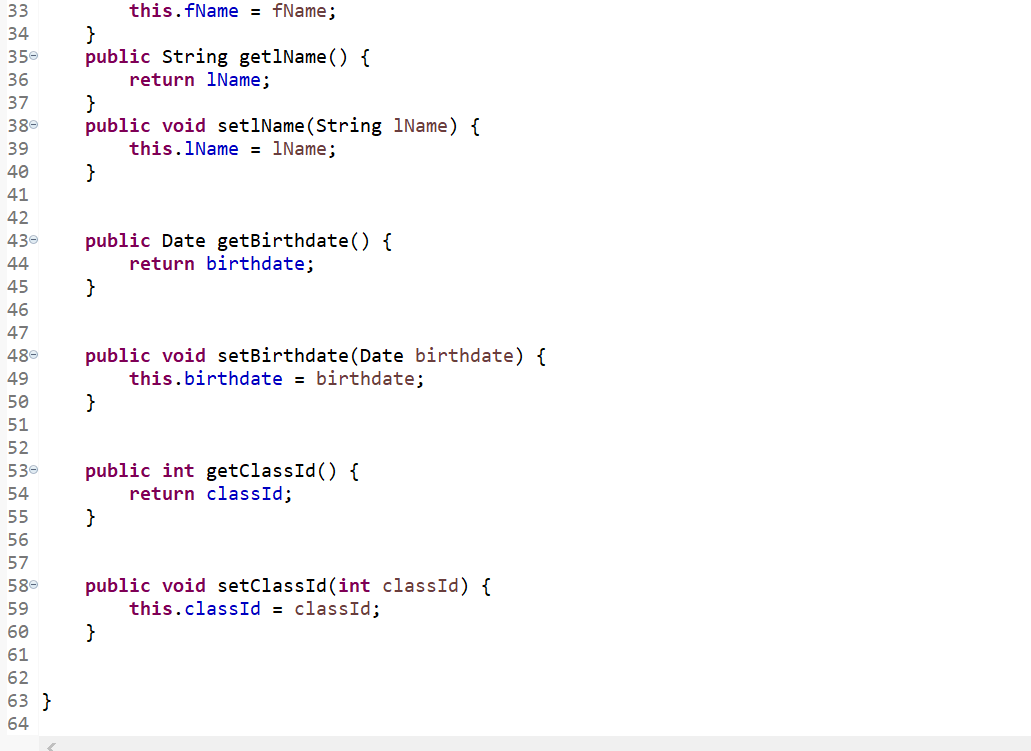 33         this.fName = fName;
34     }
35     public String getlName() {
36         return lName;
37     }
38     public void setlName(String lName) {
39         this.lName = lName;
40     }
41
42
43     public Date getBirthdate() {
44         return birthdate;
45     }
46
47
48     public void setBirthdate(Date birthdate) {
49         this.birthdate = birthdate;
50     }
51
52
53     public int getClassId() {
54         return classId;
55     }
56
57
58     public void setClassId(int classId) {
59         this.classId = classId;
60     }
61
62
63 }
64